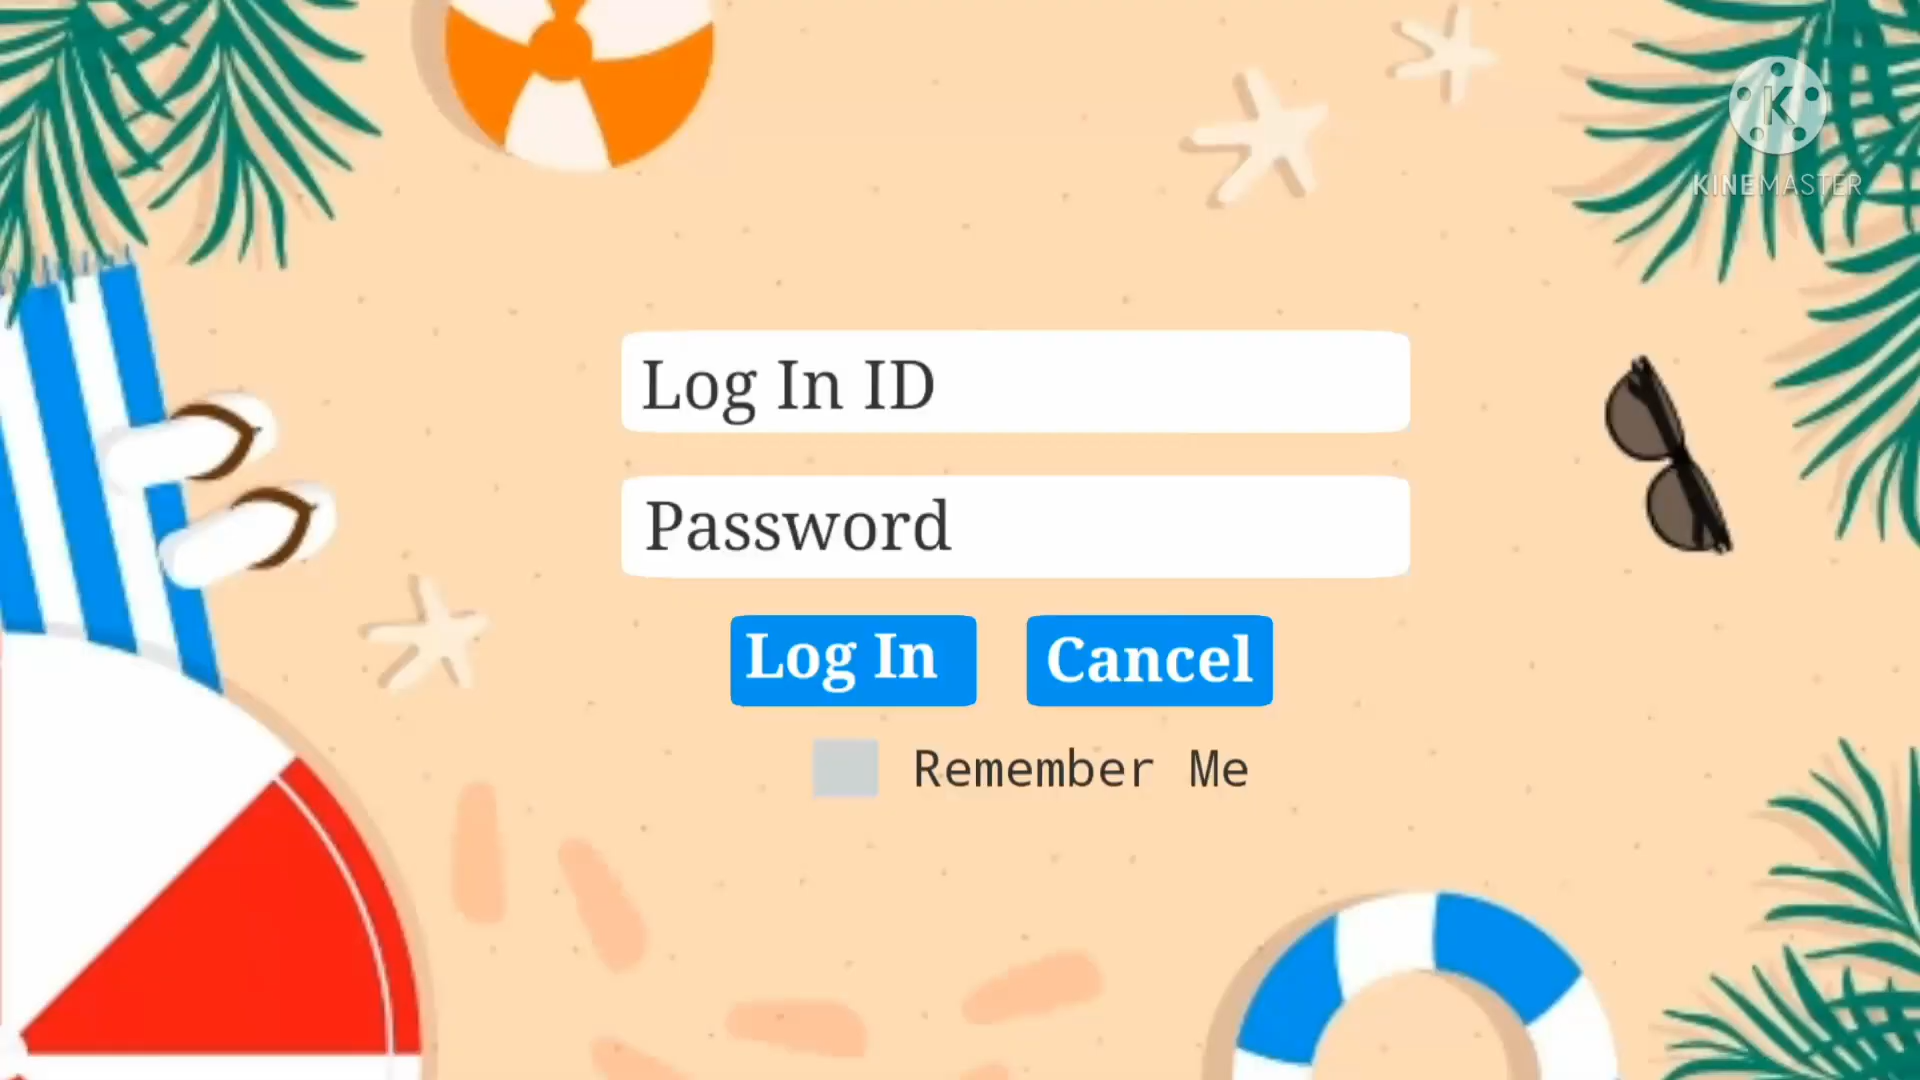 K
KINEMASTER
Log In ID
Password
Log In
Cancel
Remember Me